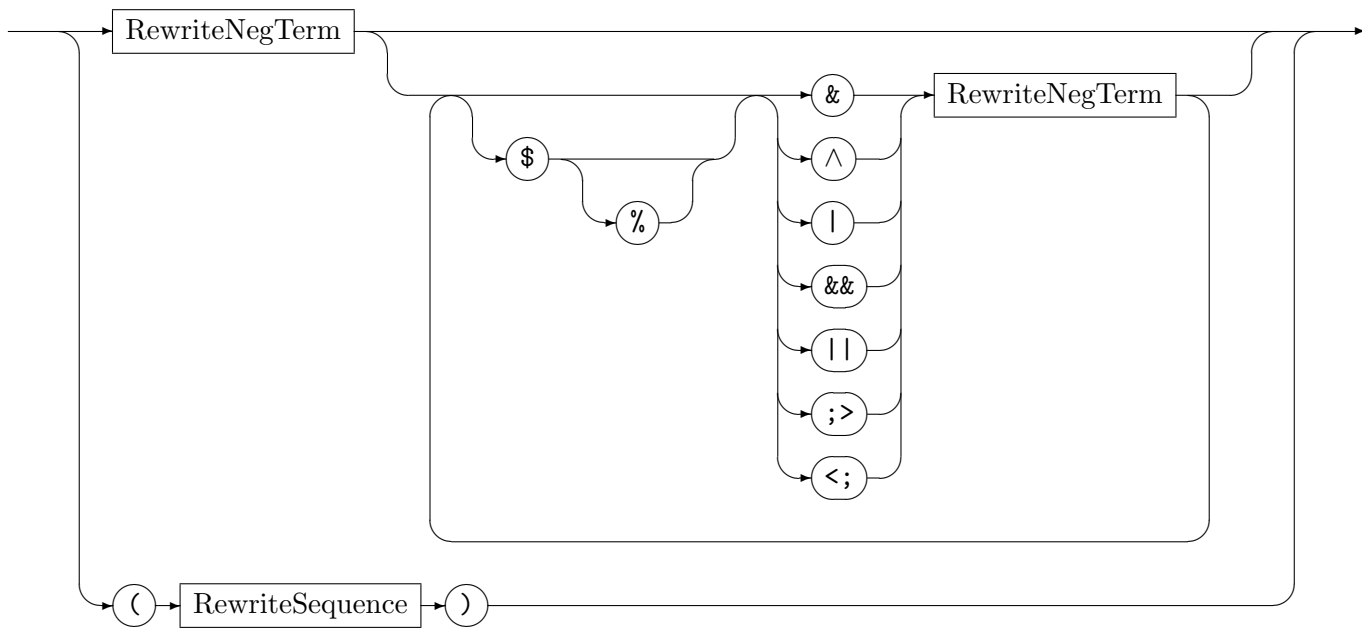 RewriteNegTerm
& RewriteNegTerm
$ ^
% |
&&
||
;>
<;
( RewriteSequence )